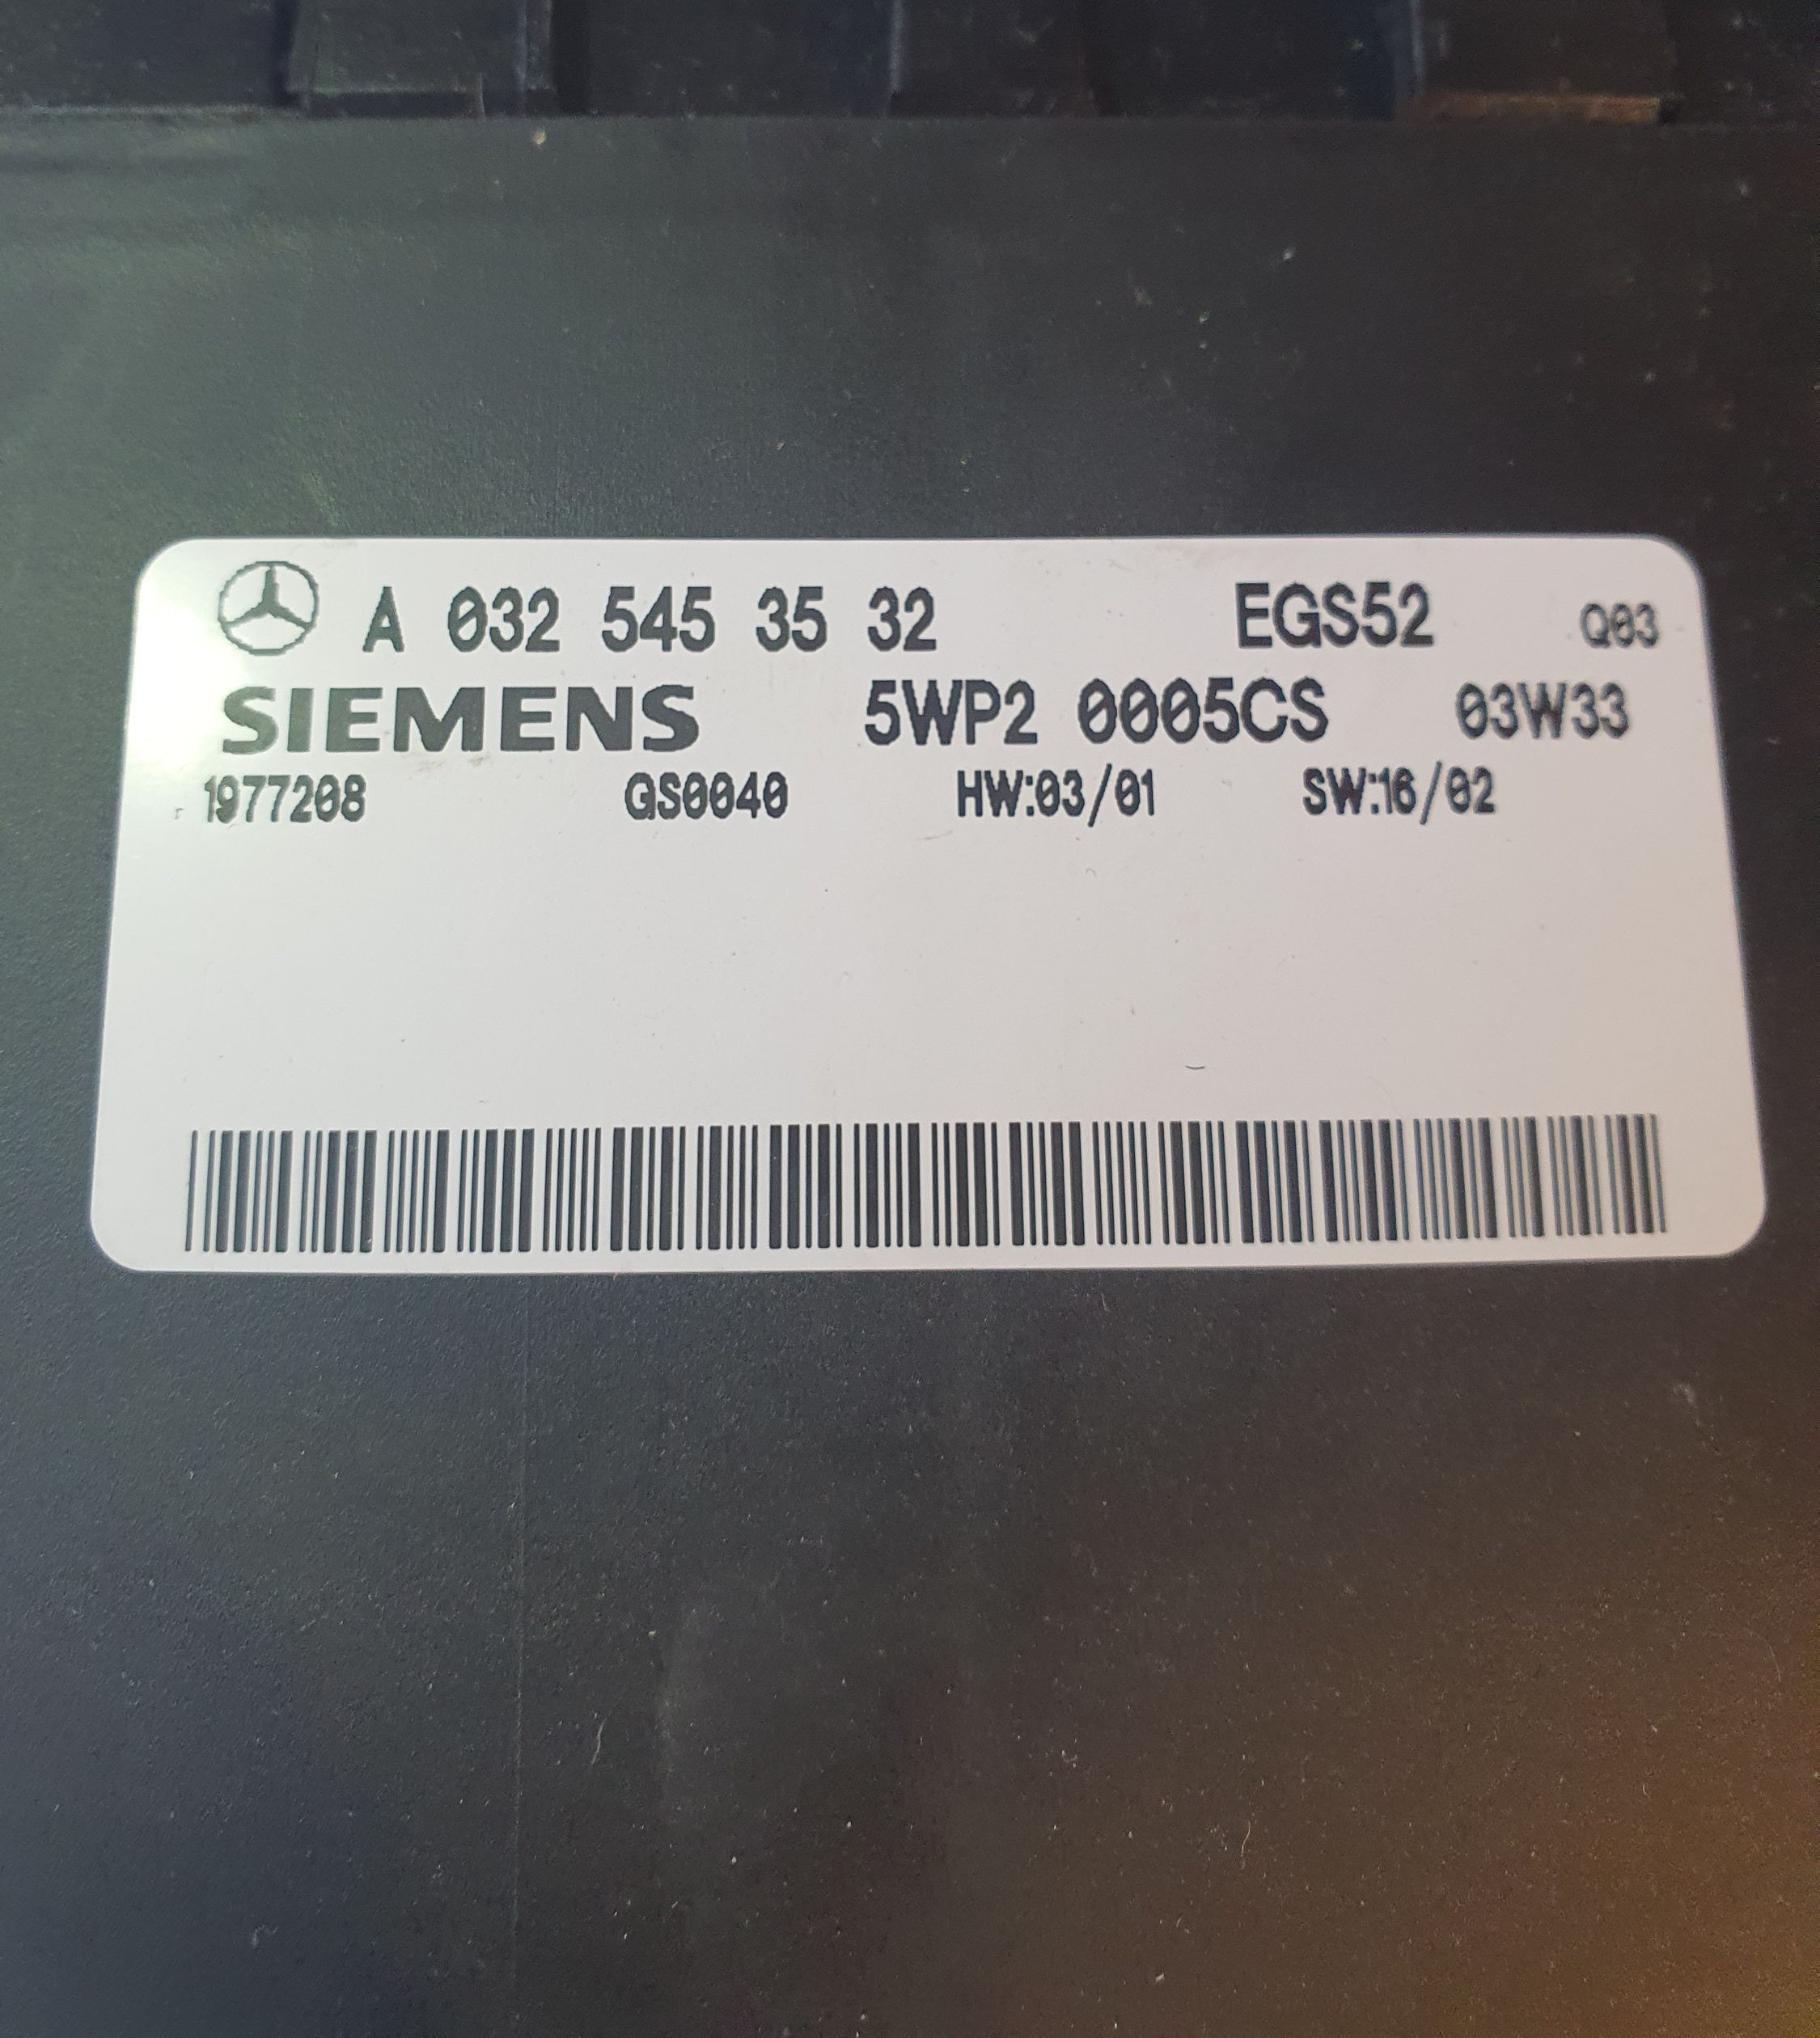 A 032 545 35 32 EGS52 Q03
SIEMENS 5WP2 0005CS 03W33
1977208 GS0040 HW:03/01 SW:16/02